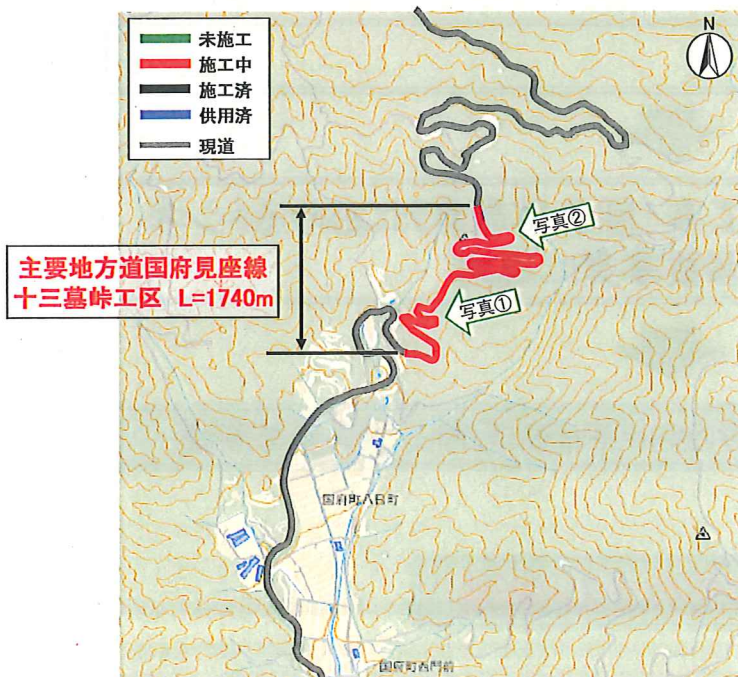 未施工
施工中
施工済
供用済
現道
N
写真②
主要地方道国府見座線
十三墓峠工区 L=1740m
写真①
国府町八日町
国府町西門前